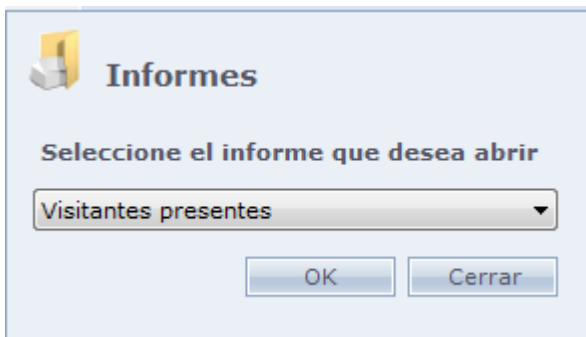 Informes
Seleccione el informe que desea abrir
Visitantes presentes
OK Cerrar